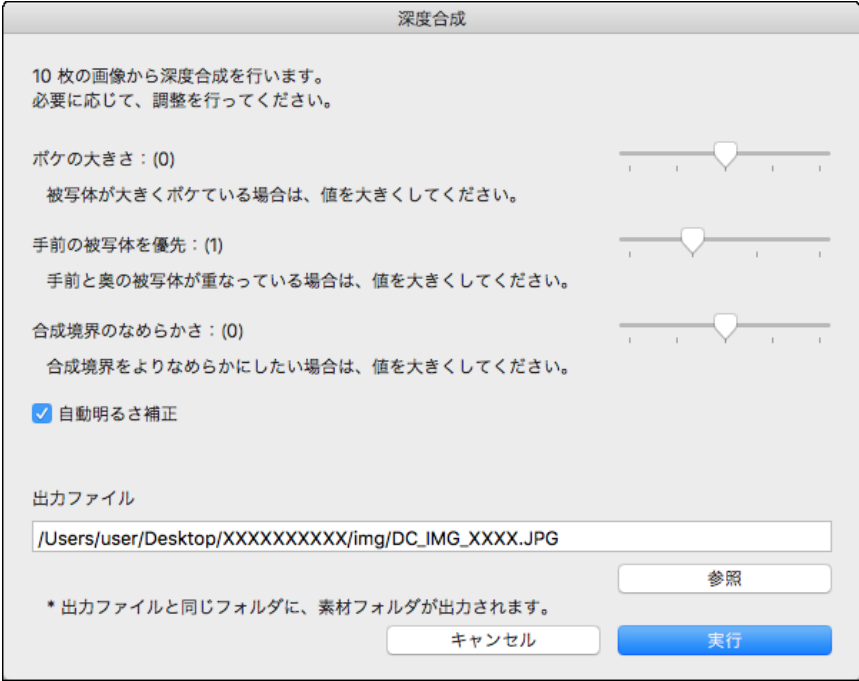 深度合成
10 枚の画像から深度合成を行います。
必要に応じて、調整を行ってください。
ボケの大きさ：(0)
被写体が大きくボケている場合は、値を大きくしてください。
手前の被写体を優先：(1)
手前と奥の被写体が重なっている場合は、値を大きくしてください。
合成境界のなめらかさ：(0)
合成境界をよりなめらかにしたい場合は、値を大きくしてください。
自動明るさ補正
出力ファイル
/Users/user/Desktop/XXXXXXXXXX/img/DC_IMG_XXXX.JPG
参照
* 出力ファイルと同じフォルダに、素材フォルダが出力されます。
キャンセル
実行